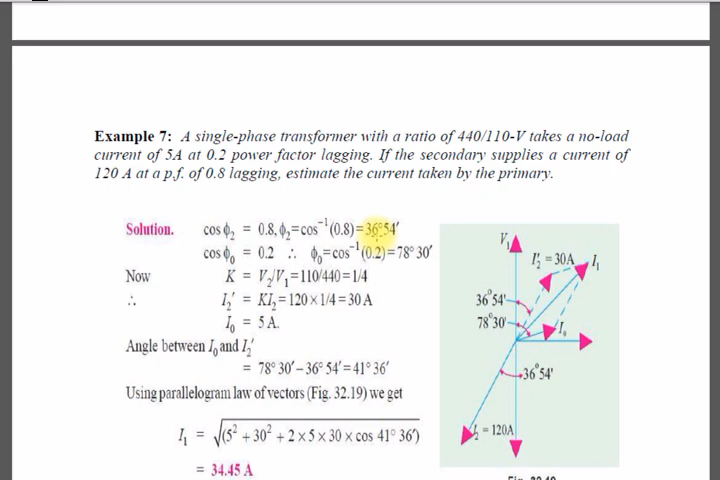 Example 7: A single-phase transformer with a ratio of 440/110-V takes a no-load
current of 5A at 0.2 power factor lagging. If the secondary supplies a current of
120 A at a p.f. of 0.8 lagging, estimate the current taken by the primary.
Solution. cos ϕ₂ = 0.8, ϕ₂=cos⁻¹(0.8)=36°54′
cos ϕ₀ = 0.2 ∴ ϕ₀=cos⁻¹(0.2)=78°30′
Now K = V₂/V₁=110/440=1/4
∴ I₂′ = KI₂=120×1/4=30 A
I₀ = 5 A.
Angle between I₀ and I₂′
= 78° 30′−36° 54′=41° 36′
Using parallelogram law of vectors (Fig. 32.19) we get
I₁ = √(5² +30² +2×5×30×cos 41° 36′)
= 34.45 A
V₁
I₂′ = 30A
I₁
36°54'
78°30'
I₀
36°54'
I₂ = 120A